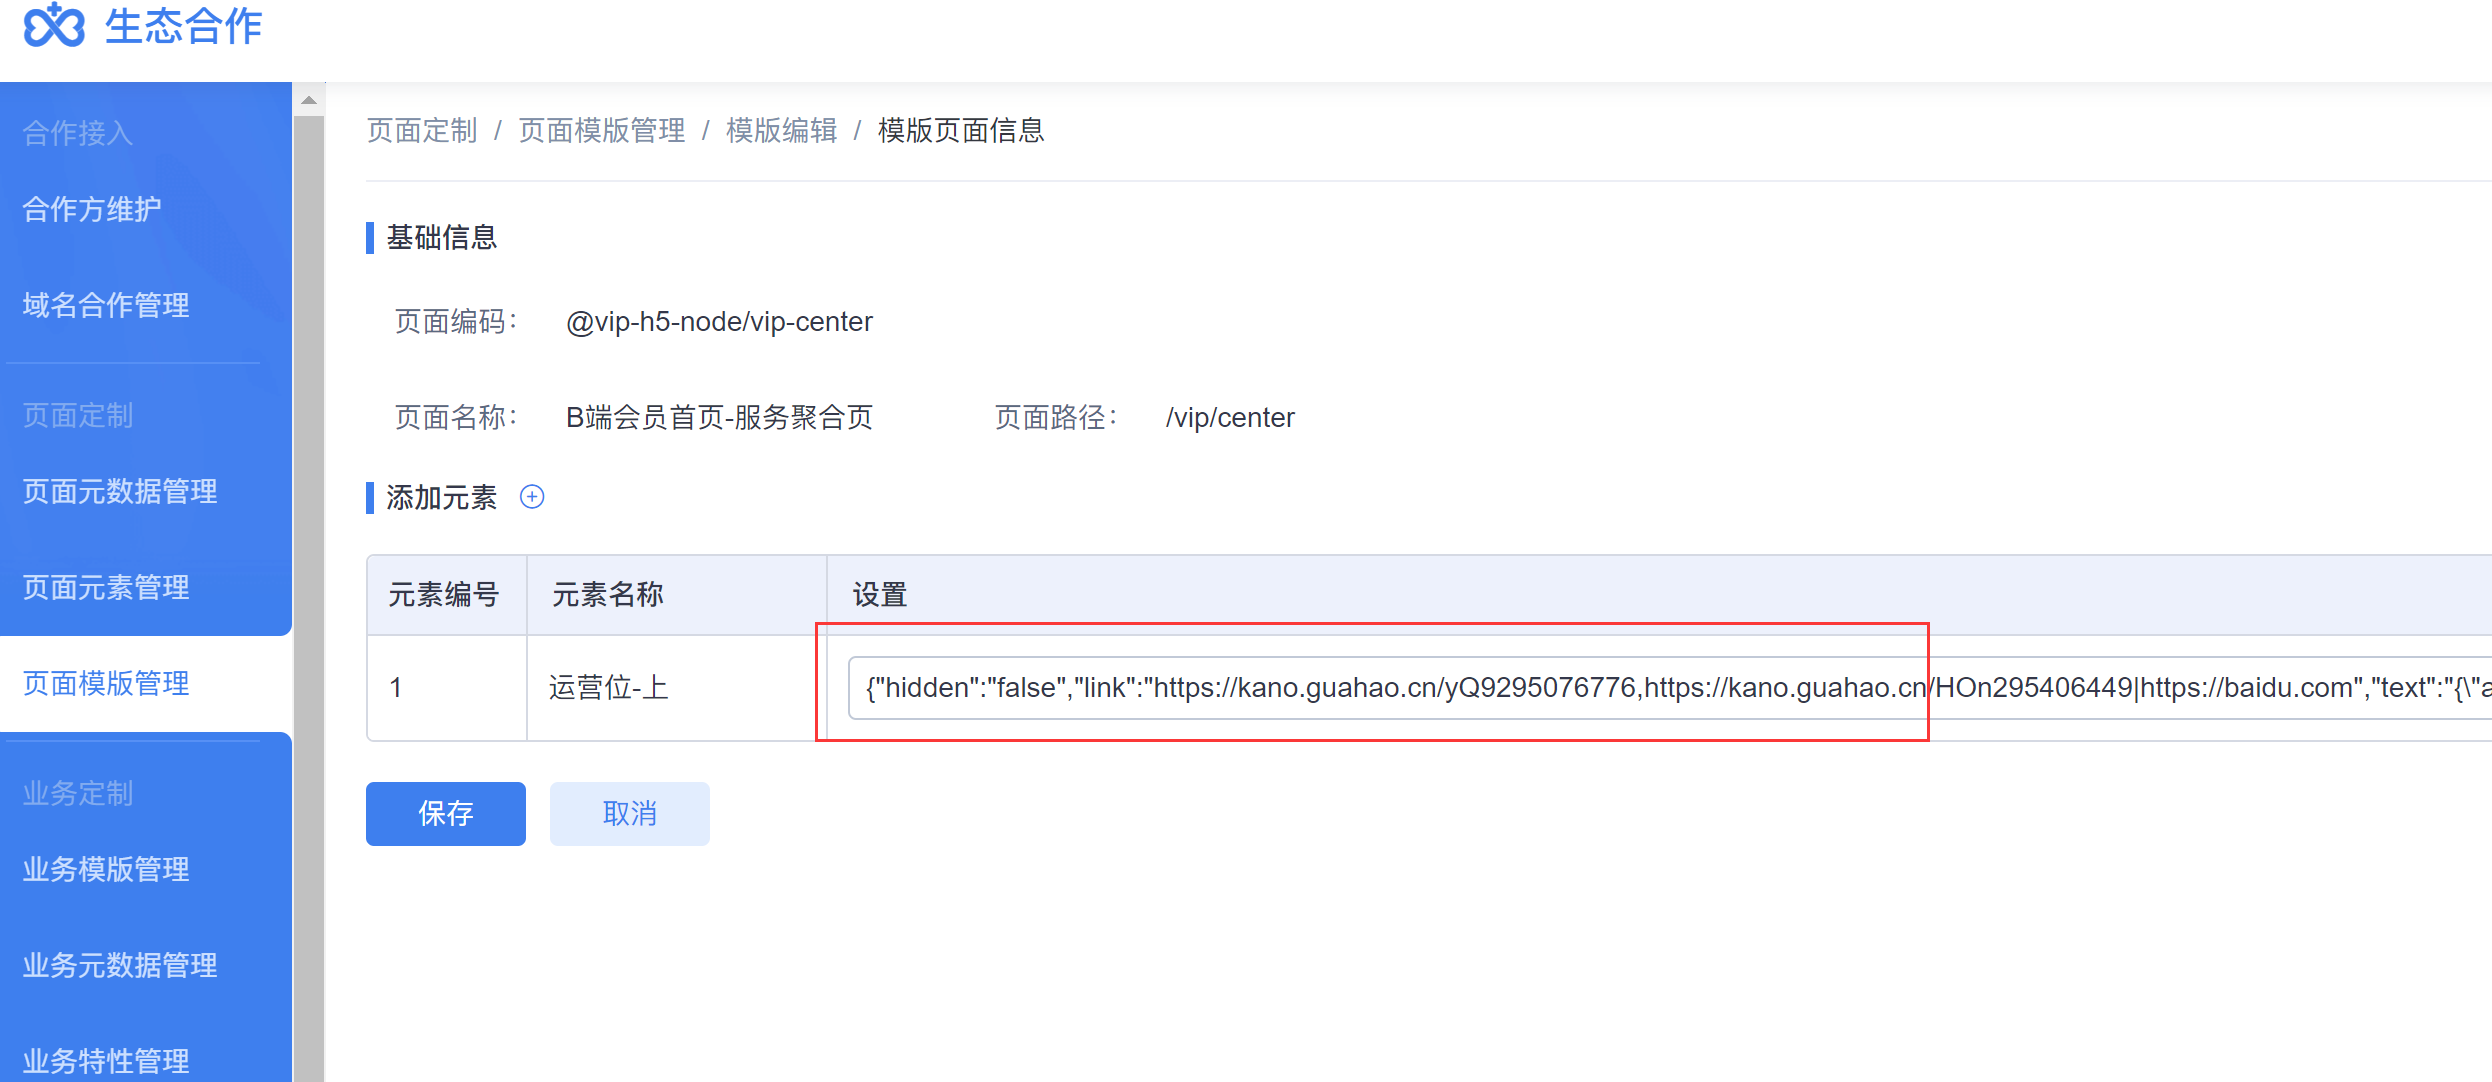 生态合作
合作接入
合作方维护
域名合作管理
页面定制
页面元数据管理
页面元素管理
页面模版管理
业务定制
业务模版管理
业务元数据管理
业务特性管理
页面定制 / 页面模版管理 / 模版编辑 / 模版页面信息
基础信息
页面编码： @vip-h5-node/vip-center
页面名称： B端会员首页-服务聚合页 页面路径： /vip/center
添加元素
元素编号 元素名称 设置
1 运营位-上 {"hidden":"false","link":"https://kano.guahao.cn/yQ9295076776,https://kano.guahao.cn/HOn295406449|https://baidu.com","text":"{\"a
保存 取消